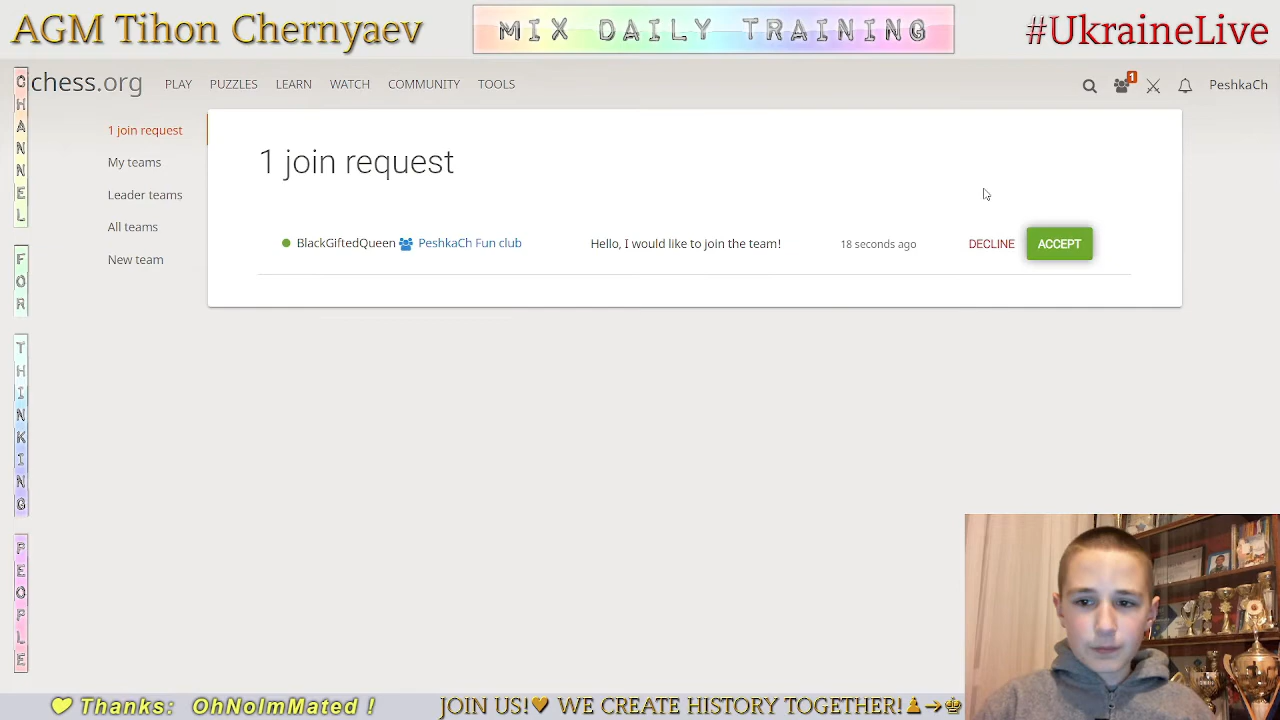 AGM Tihon Chernyaev
MIX DAILY TRAINING
#UkraineLive
chess.org
PLAY
PUZZLES
LEARN
WATCH
COMMUNITY
TOOLS
1
PeshkaCh
CHANNEL
FOR
THINKING
PEOPLE
1 join request
My teams
Leader teams
All teams
New team
1 join request
BlackGiftedQueen PeshkaCh Fun club
Hello, I would like to join the team!
18 seconds ago
DECLINE
ACCEPT
Thanks: OhNoImMated !
JOIN US! WE CREATE HISTORY TOGETHER!